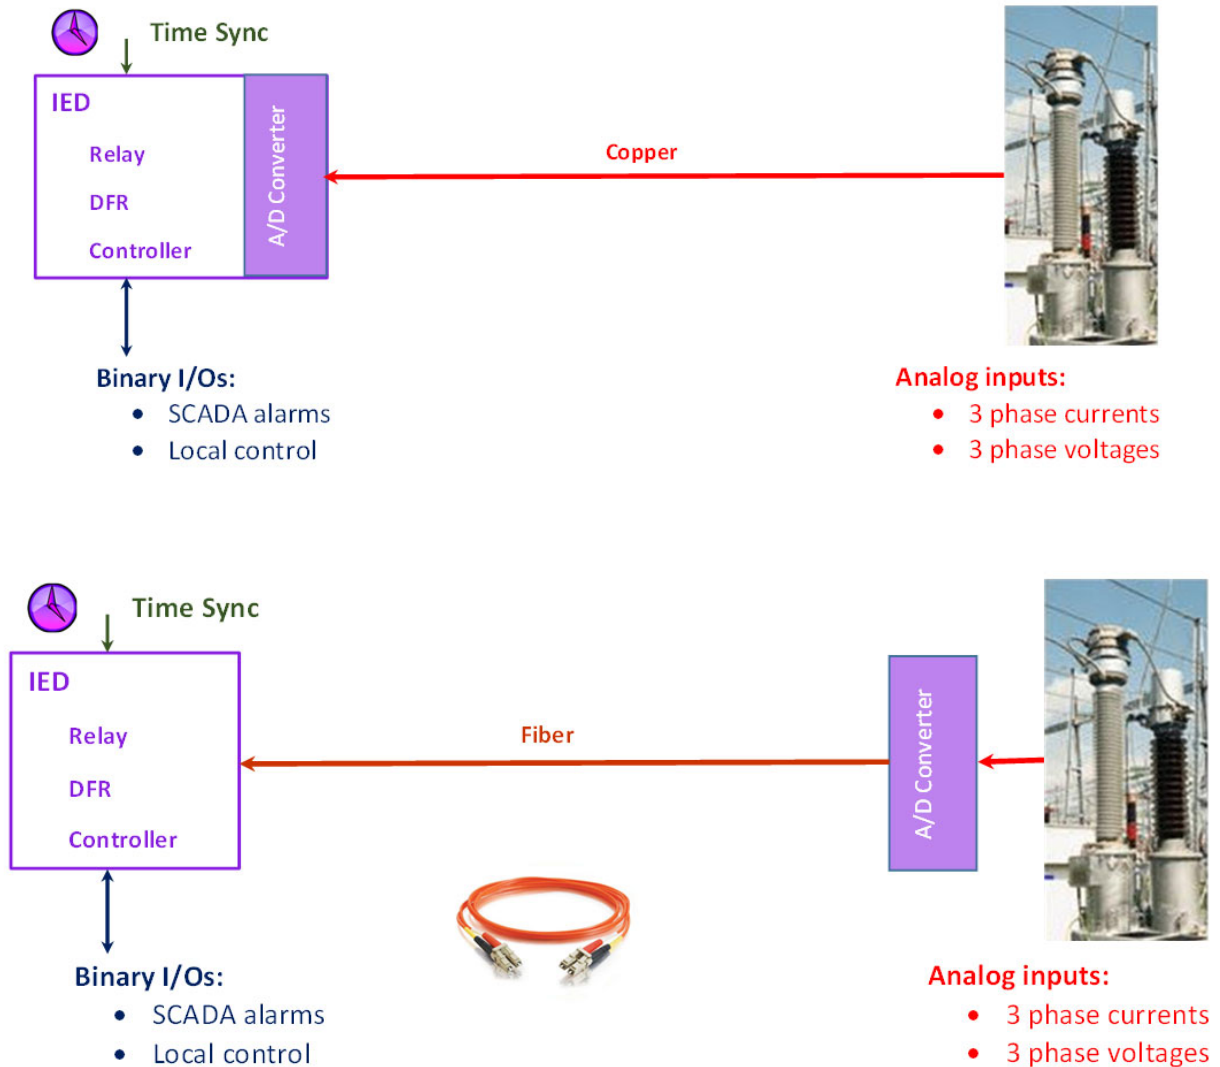 Time Sync
IED
Relay
DFR
Controller
A/D Converter
Copper
Binary I/Os:
• SCADA alarms
• Local control
Analog inputs:
• 3 phase currents
• 3 phase voltages
Time Sync
IED
Relay
DFR
Controller
Fiber
A/D Converter
Binary I/Os:
• SCADA alarms
• Local control
Analog inputs:
• 3 phase currents
• 3 phase voltages